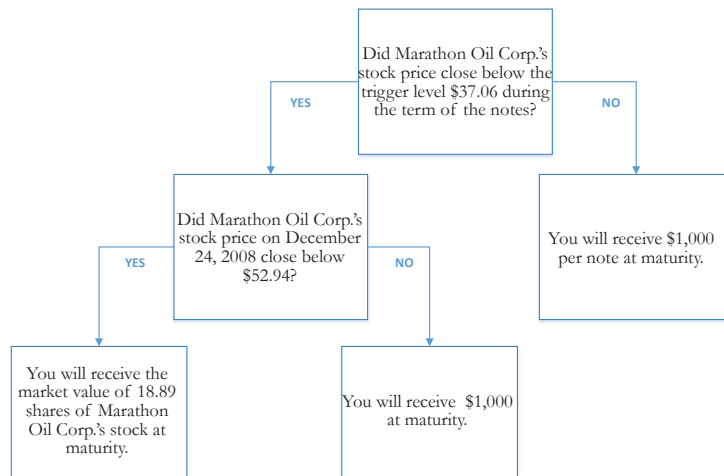 Did Marathon Oil Corp.'s
stock price close below the
trigger level $37.06 during
the term of the notes?
YES
NO
Did Marathon Oil Corp.'s
stock price on December
24, 2008 close below
$52.94?
You will receive $1,000
per note at maturity.
YES
NO
You will receive the
market value of 18.89
shares of Marathon
Oil Corp.'s stock at
maturity.
You will receive $1,000
at maturity.